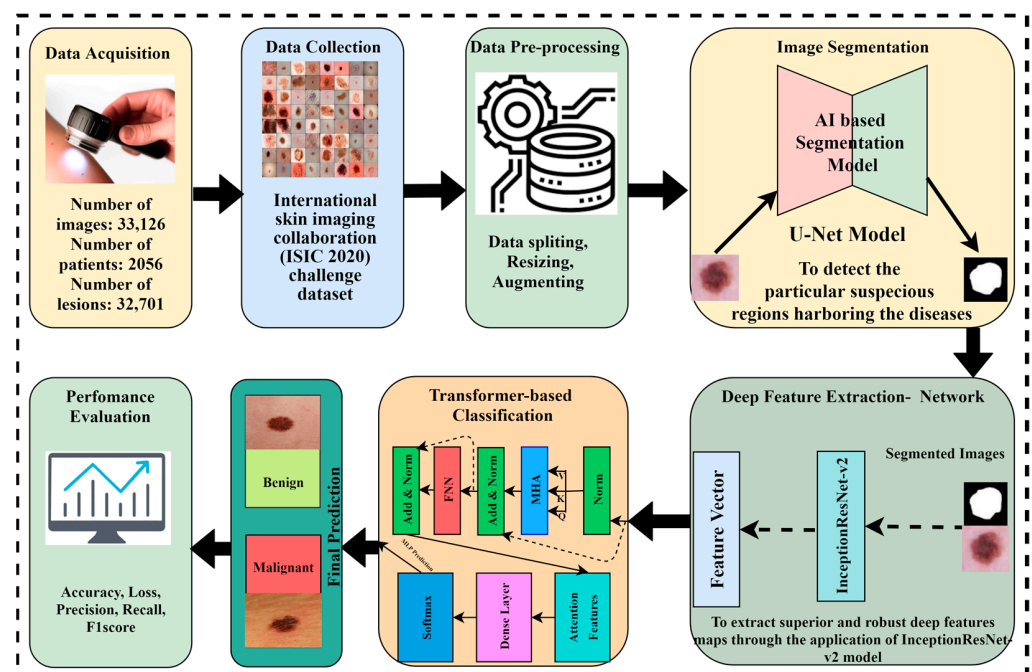 Data Acquisition
Number of
images: 33,126
Number of
patients: 2056
Number of
lesions: 32,701
Data Collection
International
skin imaging
collaboration
(ISIC 2020)
challenge
dataset
Data Pre-processing
Data spliting,
Resizing,
Augmenting
Image Segmentation
AI based
Segmentation
Model
U-Net Model
To detect the
particular suspecious
regions harboring the diseases
Deep Feature Extraction- Network
Segmented Images
InceptionResNet-v2
Feature Vector
To extract superior and robust deep features
maps through the application of InceptionResNet-
v2 model
Transformer-based
Classification
Norm
MHA
Add & Norm
FNN
Add & Norm
MLP Prediction
Attention
Features
Dense Layer
Softmax
Final Prediction
Benign
Malignant
Perfomance
Evaluation
Accuracy, Loss,
Precision, Recall,
F1score